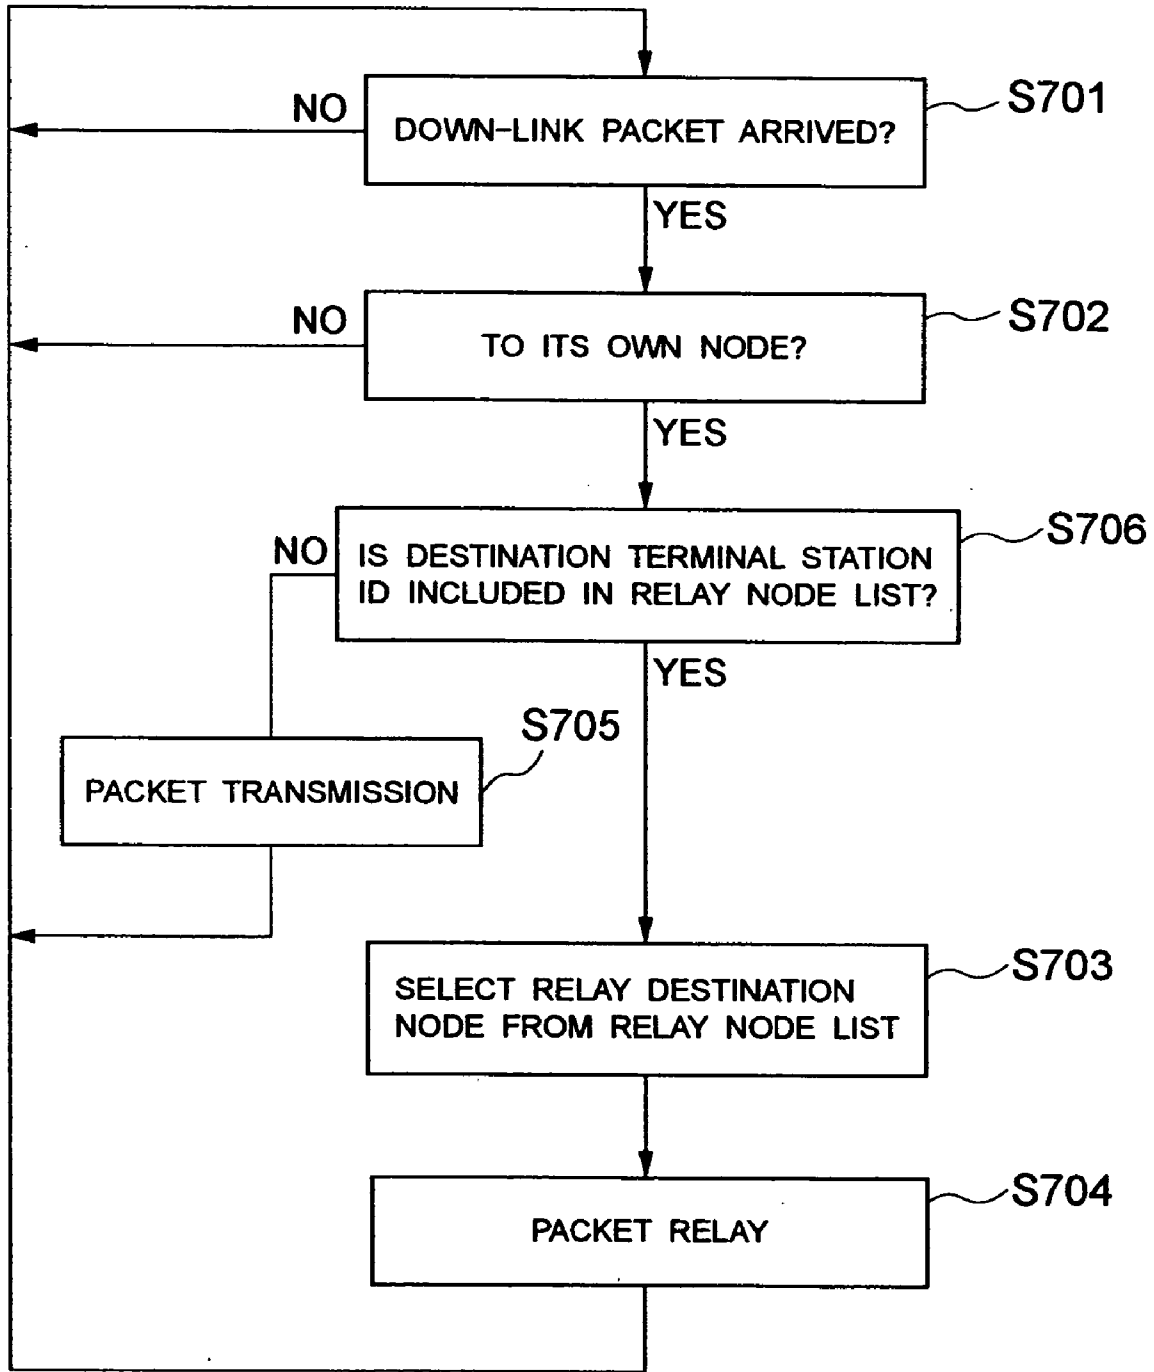 NO
DOWN-LINK PACKET ARRIVED?
S701
YES
NO
TO ITS OWN NODE?
S702
YES
NO
IS DESTINATION TERMINAL STATION
ID INCLUDED IN RELAY NODE LIST?
S706
YES
S705
PACKET TRANSMISSION
SELECT RELAY DESTINATION
NODE FROM RELAY NODE LIST
S703
PACKET RELAY
S704